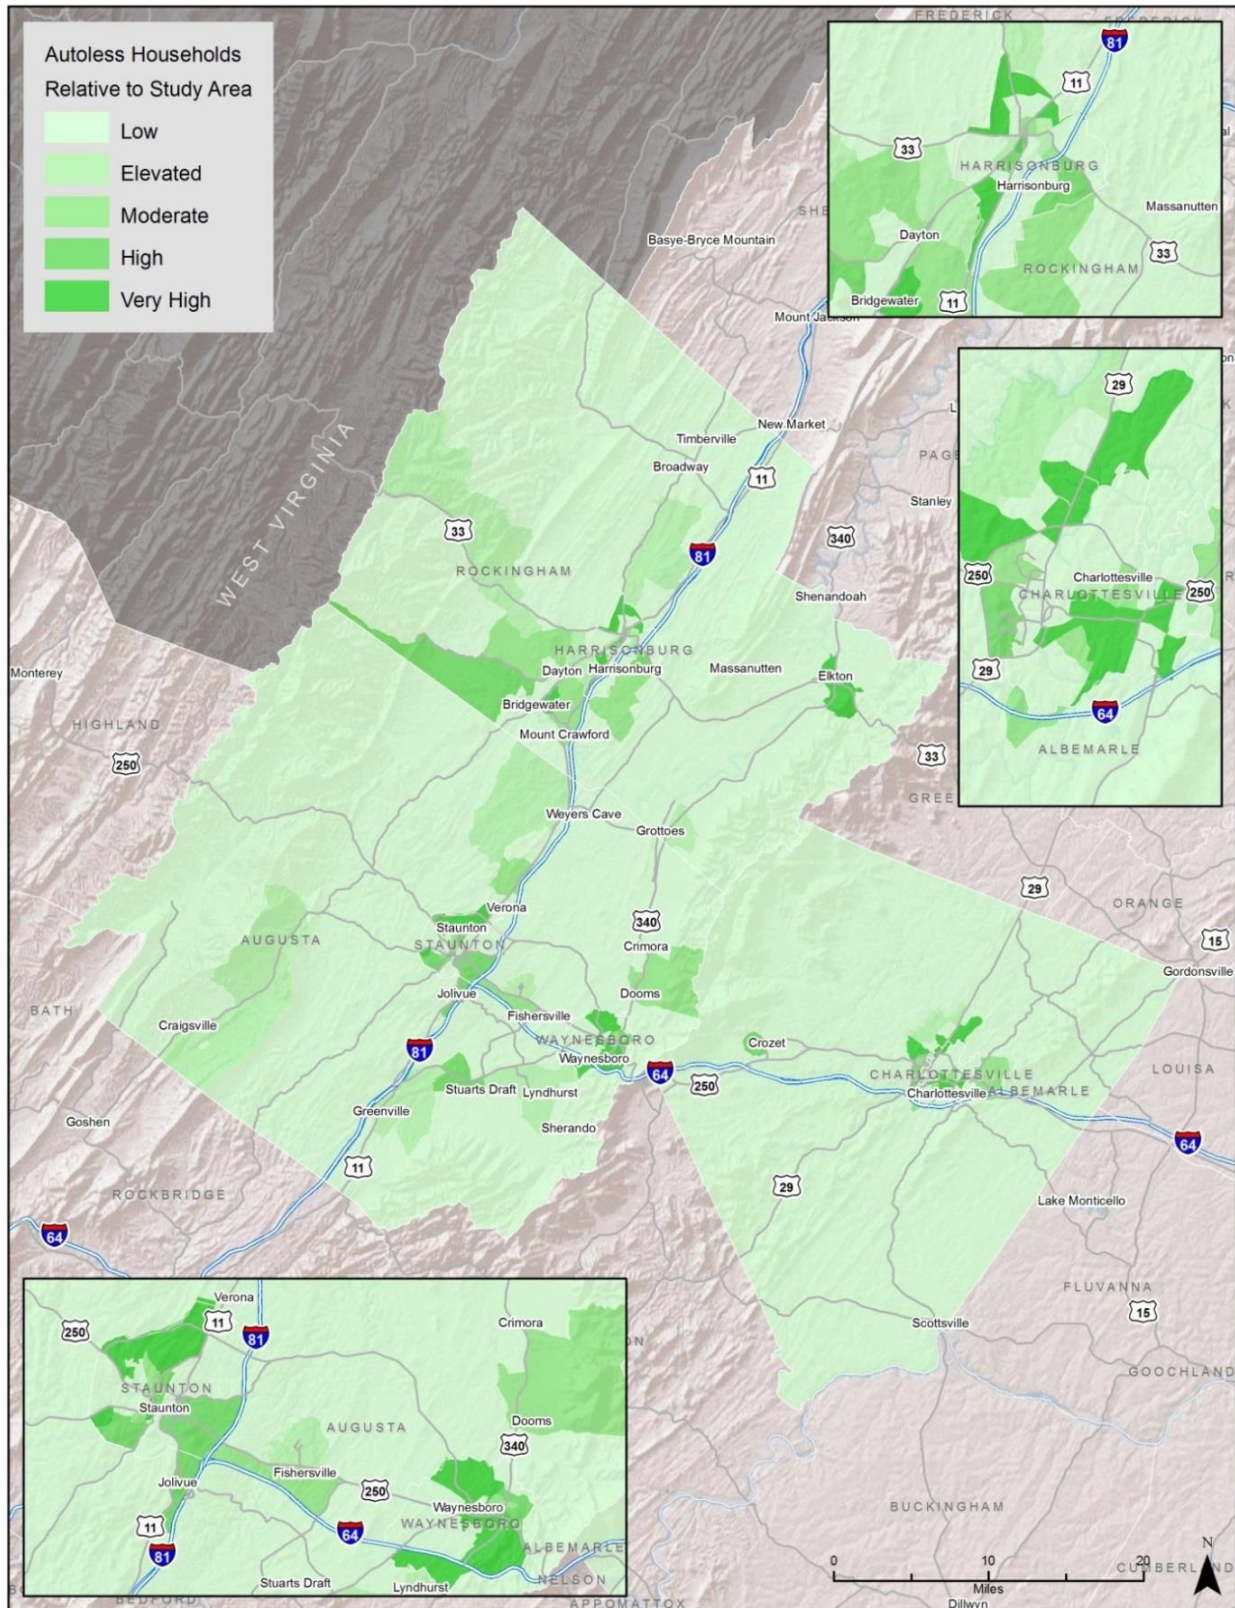 Autoless Households
Relative to Study Area
Low
Elevated
Moderate
High
Very High
FREDERICK
FREDERICK
81
11
33
HARRISONBURG
Harrisonburg
Massanutten
Dayton
33
ROCKINGHAM
Bridgewater
11
Basye-Bryce Mountain
Mount Jackson
29
New Market
Timberville
Broadway
11
Stanley
33
81
340
WEST VIRGINIA
ROCKINGHAM
Shenandoah
250
Charlottesville
CHARLOTTESVILLE
250
29
64
ALBEMARLE
HARRISONBURG
Dayton
Harrisonburg
Massanutten
Elkton
Monterey
Bridgewater
HIGHLAND
Mount Crawford
250
33
Weyers Cave
Grottoes
29
ORANGE
Verona
Staunton
340
AUGUSTA
STAUNTON
Crimora
15
Gordonsville
Jolivue
Dooms
BATH
Fishersville
Craigsville
WAYNESBORO
Crozet
81
Waynesboro
64
CHARLOTTESVILLE
LOUISA
250
Stuarts Draft
Lyndhurst
Charlottesville
ALBEMARLE
Greenville
Goshen
Sherando
64
11
29
ROCKBRIDGE
Lake Monticello
64
FLUVANNA
Verona
15
250
11
81
Crimora
Scottsville
GOOCHLAND
STAUNTON
Staunton
AUGUSTA
Dooms
340
Fishersville
Jolivue
250
Waynesboro
BUCKINGHAM
WAYNESBORO
11
64
ALBEMARLE
N
81
0
10
20
Miles
CUMBERLAND
Stuarts Draft
Lyndhurst
NELSON
BEDFORD
APPOMATTOX
Dillwyn